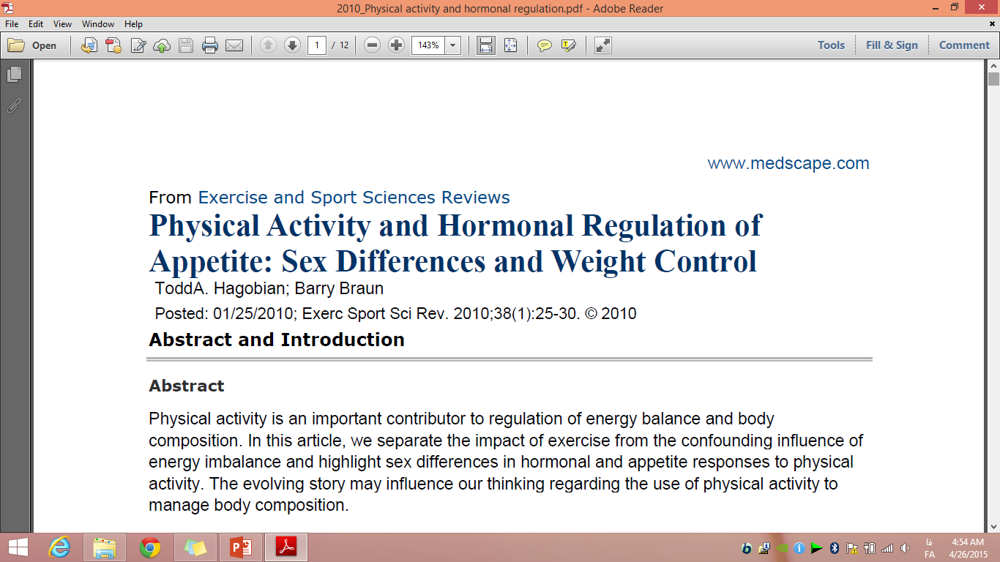 2010_Physical activity and hormonal regulation.pdf - Adobe Reader
File Edit View Window Help
Open 1 / 12 143% Tools Fill & Sign Comment
www.medscape.com
From Exercise and Sport Sciences Reviews
Physical Activity and Hormonal Regulation of
Appetite: Sex Differences and Weight Control
ToddA. Hagobian; Barry Braun
Posted: 01/25/2010; Exerc Sport Sci Rev. 2010;38(1):25-30. © 2010
Abstract and Introduction
Abstract
Physical activity is an important contributor to regulation of energy balance and body
composition. In this article, we separate the impact of exercise from the confounding influence of
energy imbalance and highlight sex differences in hormonal and appetite responses to physical
activity. The evolving story may influence our thinking regarding the use of physical activity to
manage body composition.
فا 4:54 AM
FA 4/26/2015